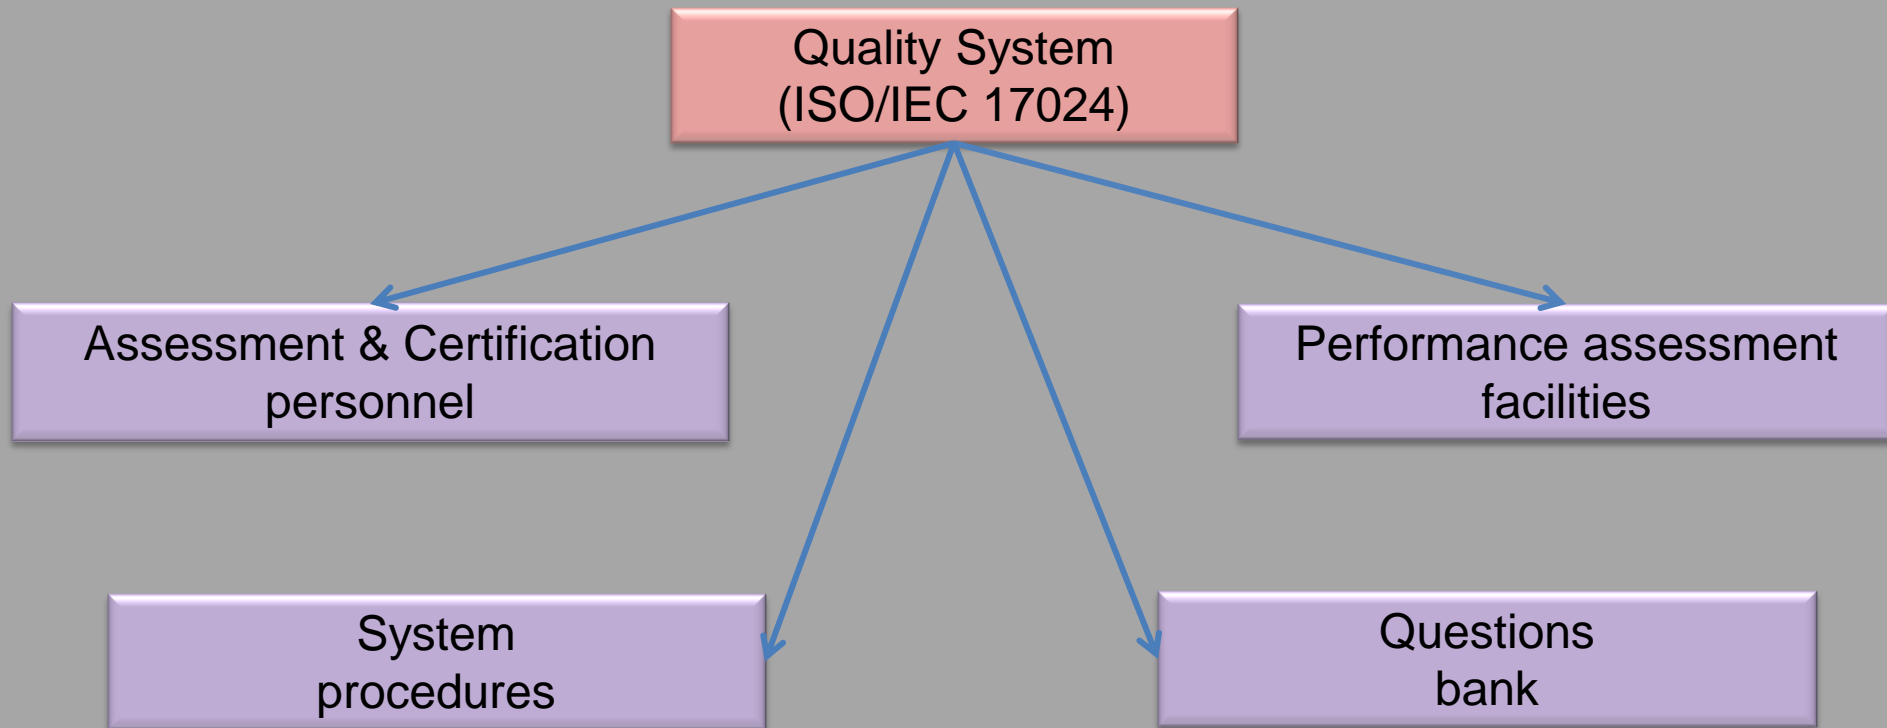 Quality System
(ISO/IEC 17024)
Assessment & Certification
personnel
Performance assessment
facilities
System
procedures
Questions
bank